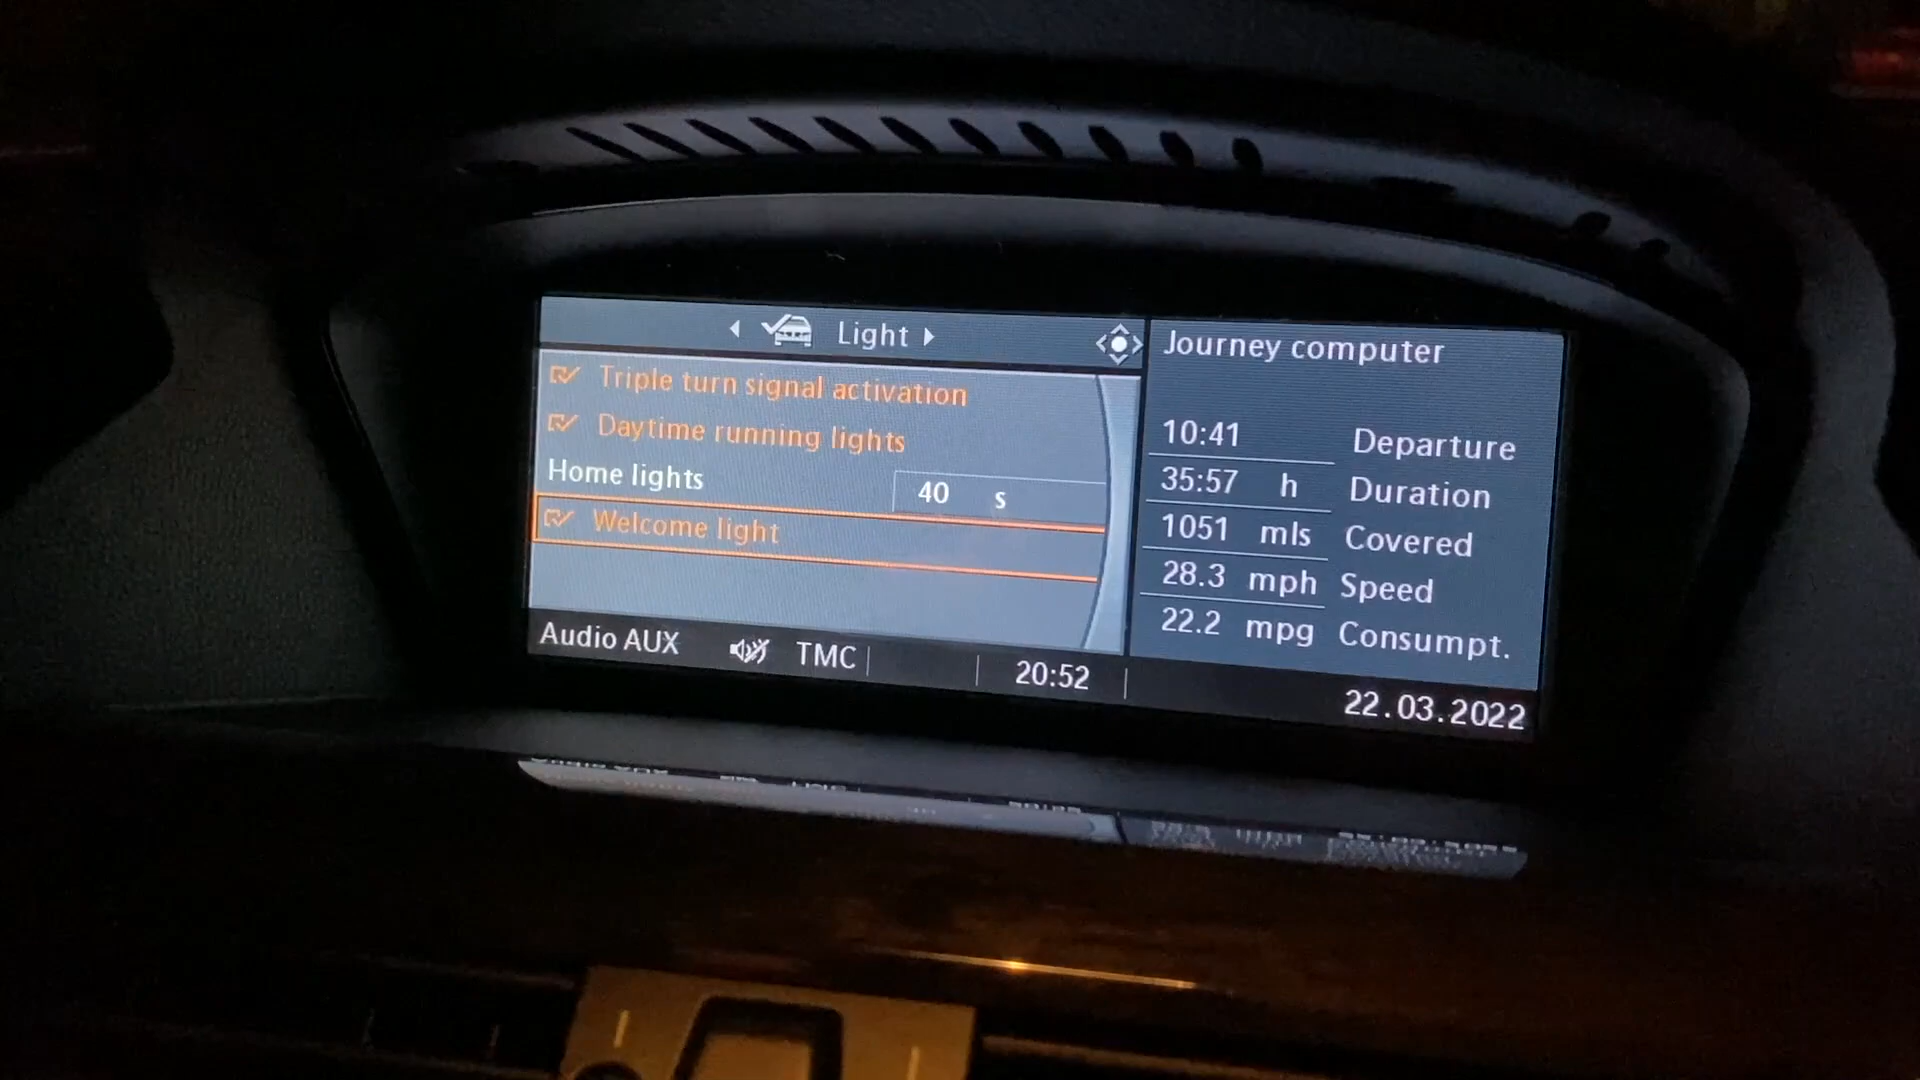 Light
Triple turn signal activation
Daytime running lights
Home lights 40 s
Welcome light
Journey computer
10:41 Departure
35:57 h Duration
1051 mls Covered
28.3 mph Speed
22.2 mpg Consumpt.
Audio AUX TMC 20:52 22.03.2022